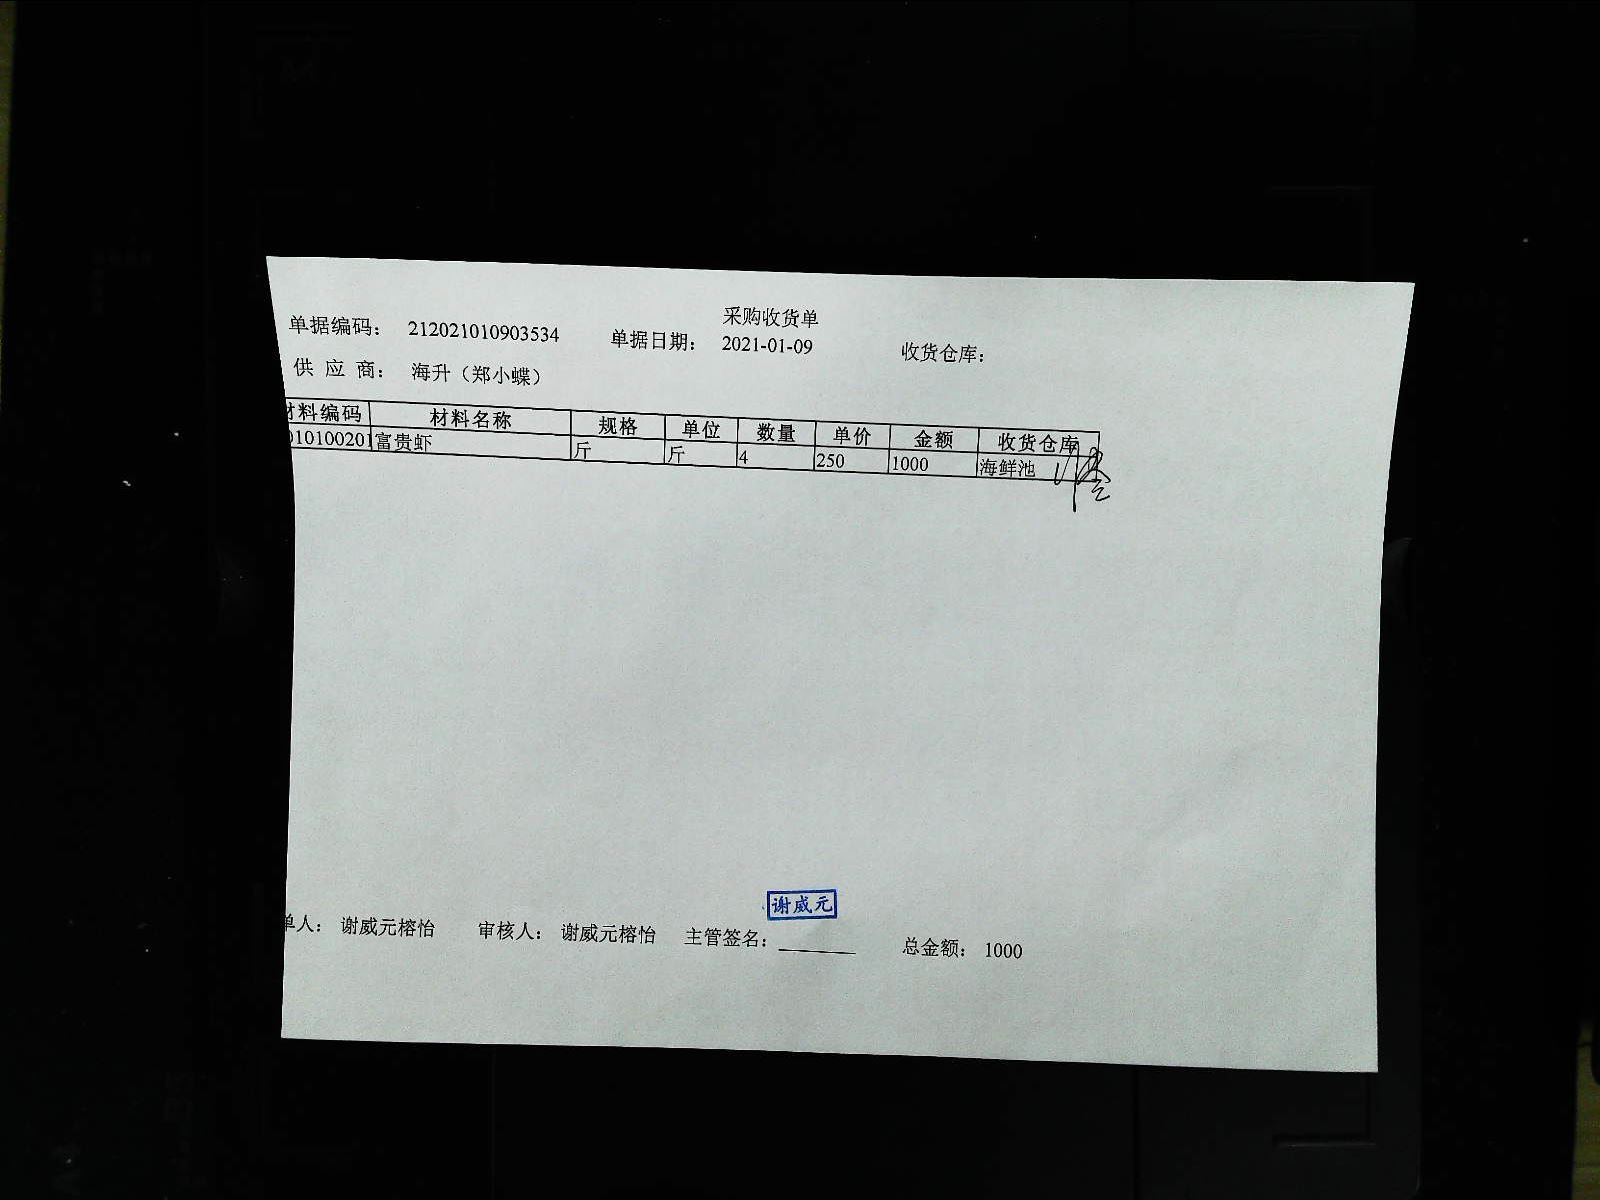 采购收货单
单据编码： 212021010903534 单据日期： 2021-01-09 收货仓库：
供 应 商： 海升（郑小蝶）
材料编码 材料名称 规格 单位 数量 单价 金额 收货仓库
010100201 富贵虾 斤 斤 4 250 1000 海鲜池
谢威元
单人： 谢威元榕怡 审核人： 谢威元榕怡 主管签名： 总金额： 1000